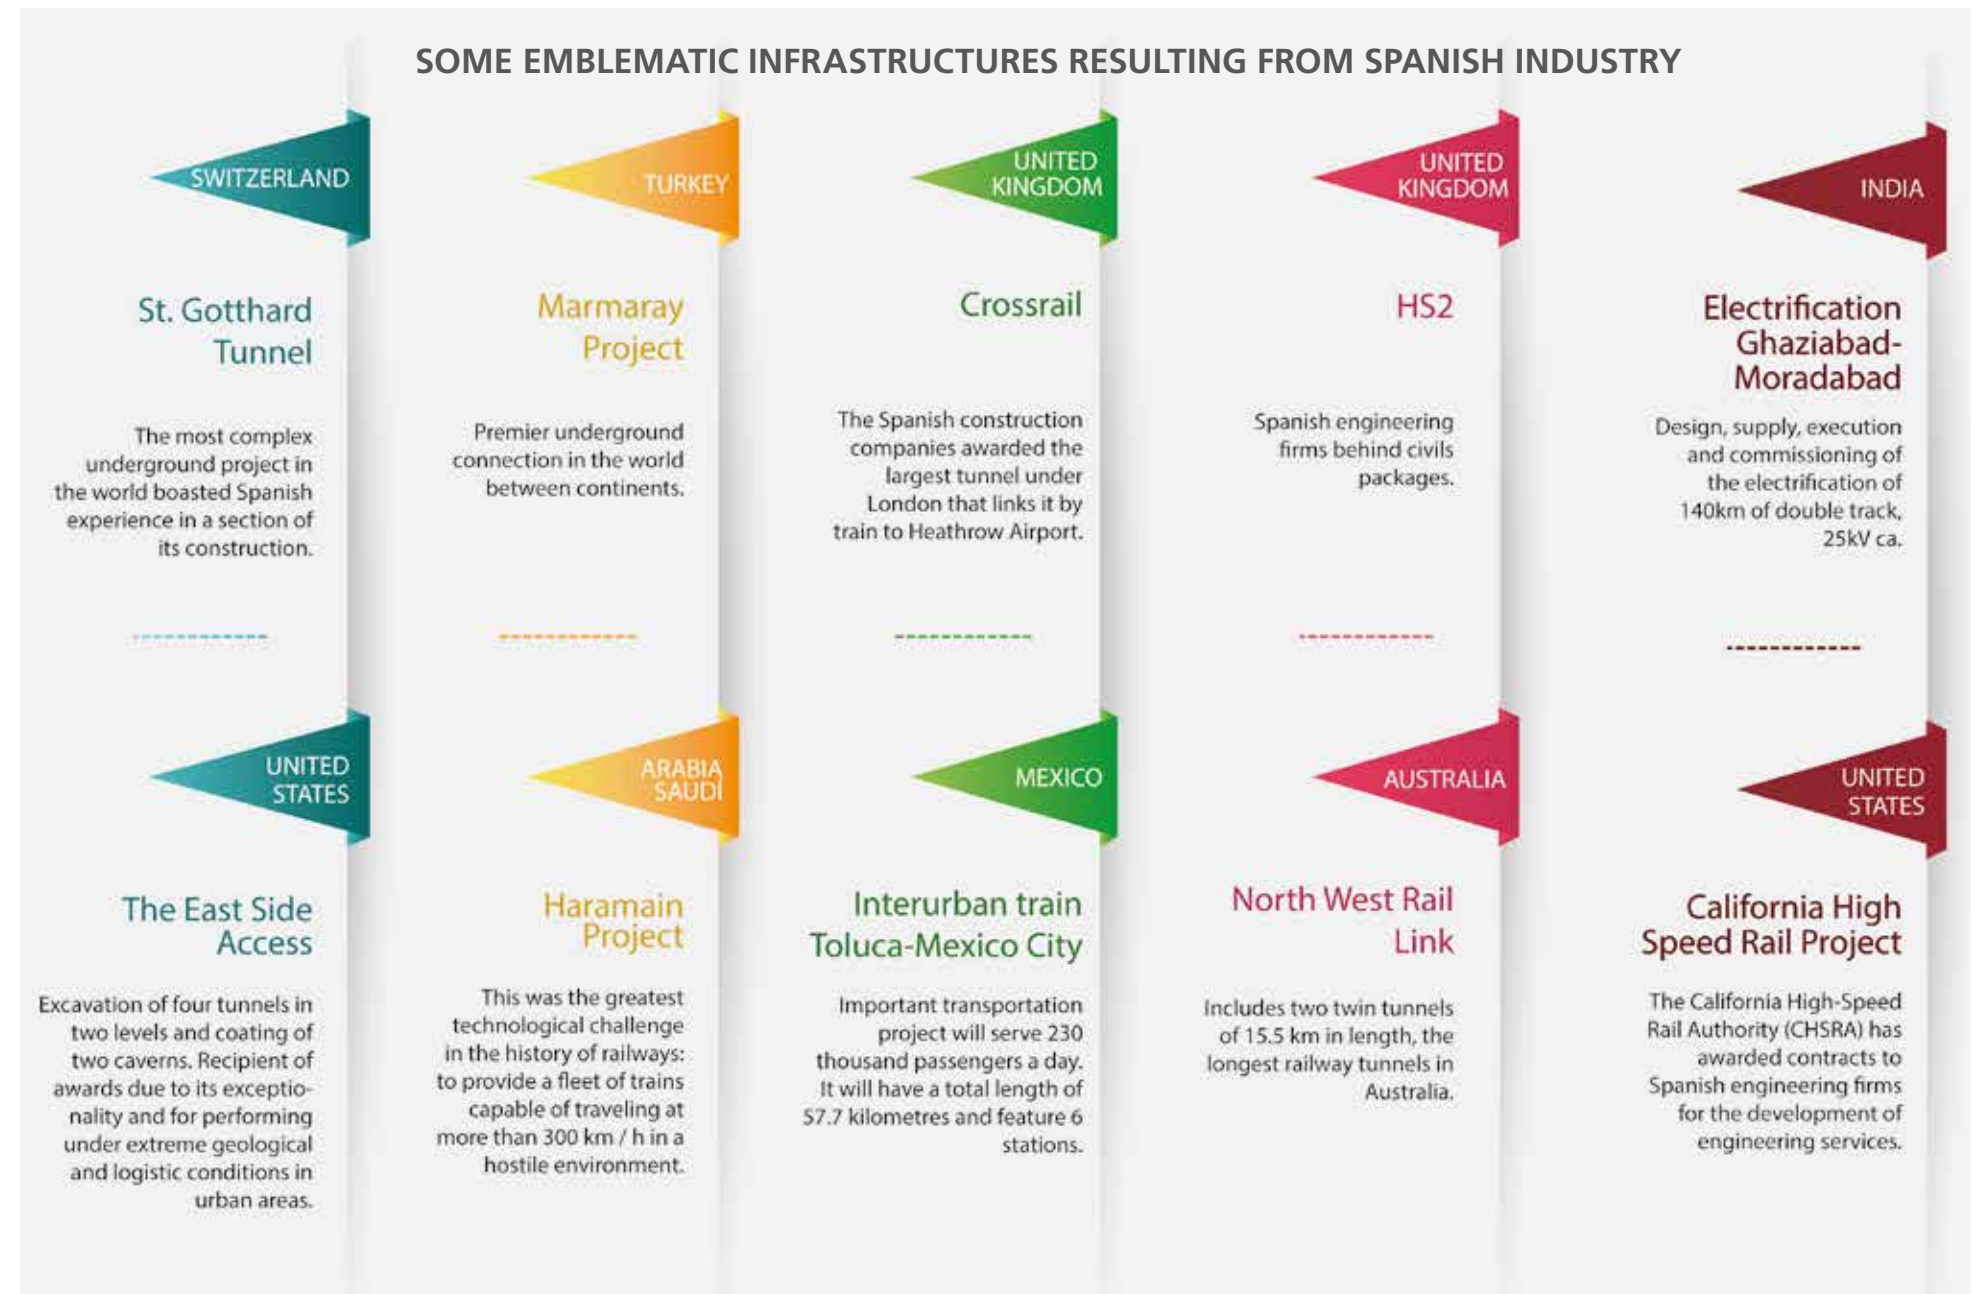 SOME EMBLEMATIC INFRASTRUCTURES RESULTING FROM SPANISH INDUSTRY
SWITZERLAND
St. Gotthard
Tunnel
The most complex
underground project in
the world boasted Spanish
experience in a section of
its construction.
TURKEY
Marmaray
Project
Premier underground
connection in the world
between continents.
UNITED
KINGDOM
Crossrail
The Spanish construction
companies awarded the
largest tunnel under
London that links it by
train to Heathrow Airport.
UNITED
KINGDOM
HS2
Spanish engineering
firms behind civils
packages.
INDIA
Electrification
Ghaziabad-
Moradabad
Design, supply, execution
and commissioning of
the electrification of
140km of double track,
25kV ca.
UNITED
STATES
The East Side
Access
Excavation of four tunnels in
two levels and coating of
two caverns. Recipient of
awards due to its exceptio-
nality and for performing
under extreme geological
and logistic conditions in
urban areas.
ARABIA
SAUDÍ
Haramain
Project
This was the greatest
technological challenge
in the history of railways:
to provide a fleet of trains
capable of traveling at
more than 300 km / h in a
hostile environment.
MEXICO
Interurban train
Toluca-Mexico City
Important transportation
project will serve 230
thousand passengers a day.
It will have a total length of
57.7 kilometres and feature 6
stations.
AUSTRALIA
North West Rail
Link
Includes two twin tunnels
of 15.5 km in length, the
longest railway tunnels in
Australia.
UNITED
STATES
California High
Speed Rail Project
The California High-Speed
Rail Authority (CHSRA) has
awarded contracts to
Spanish engineering firms
for the development of
engineering services.